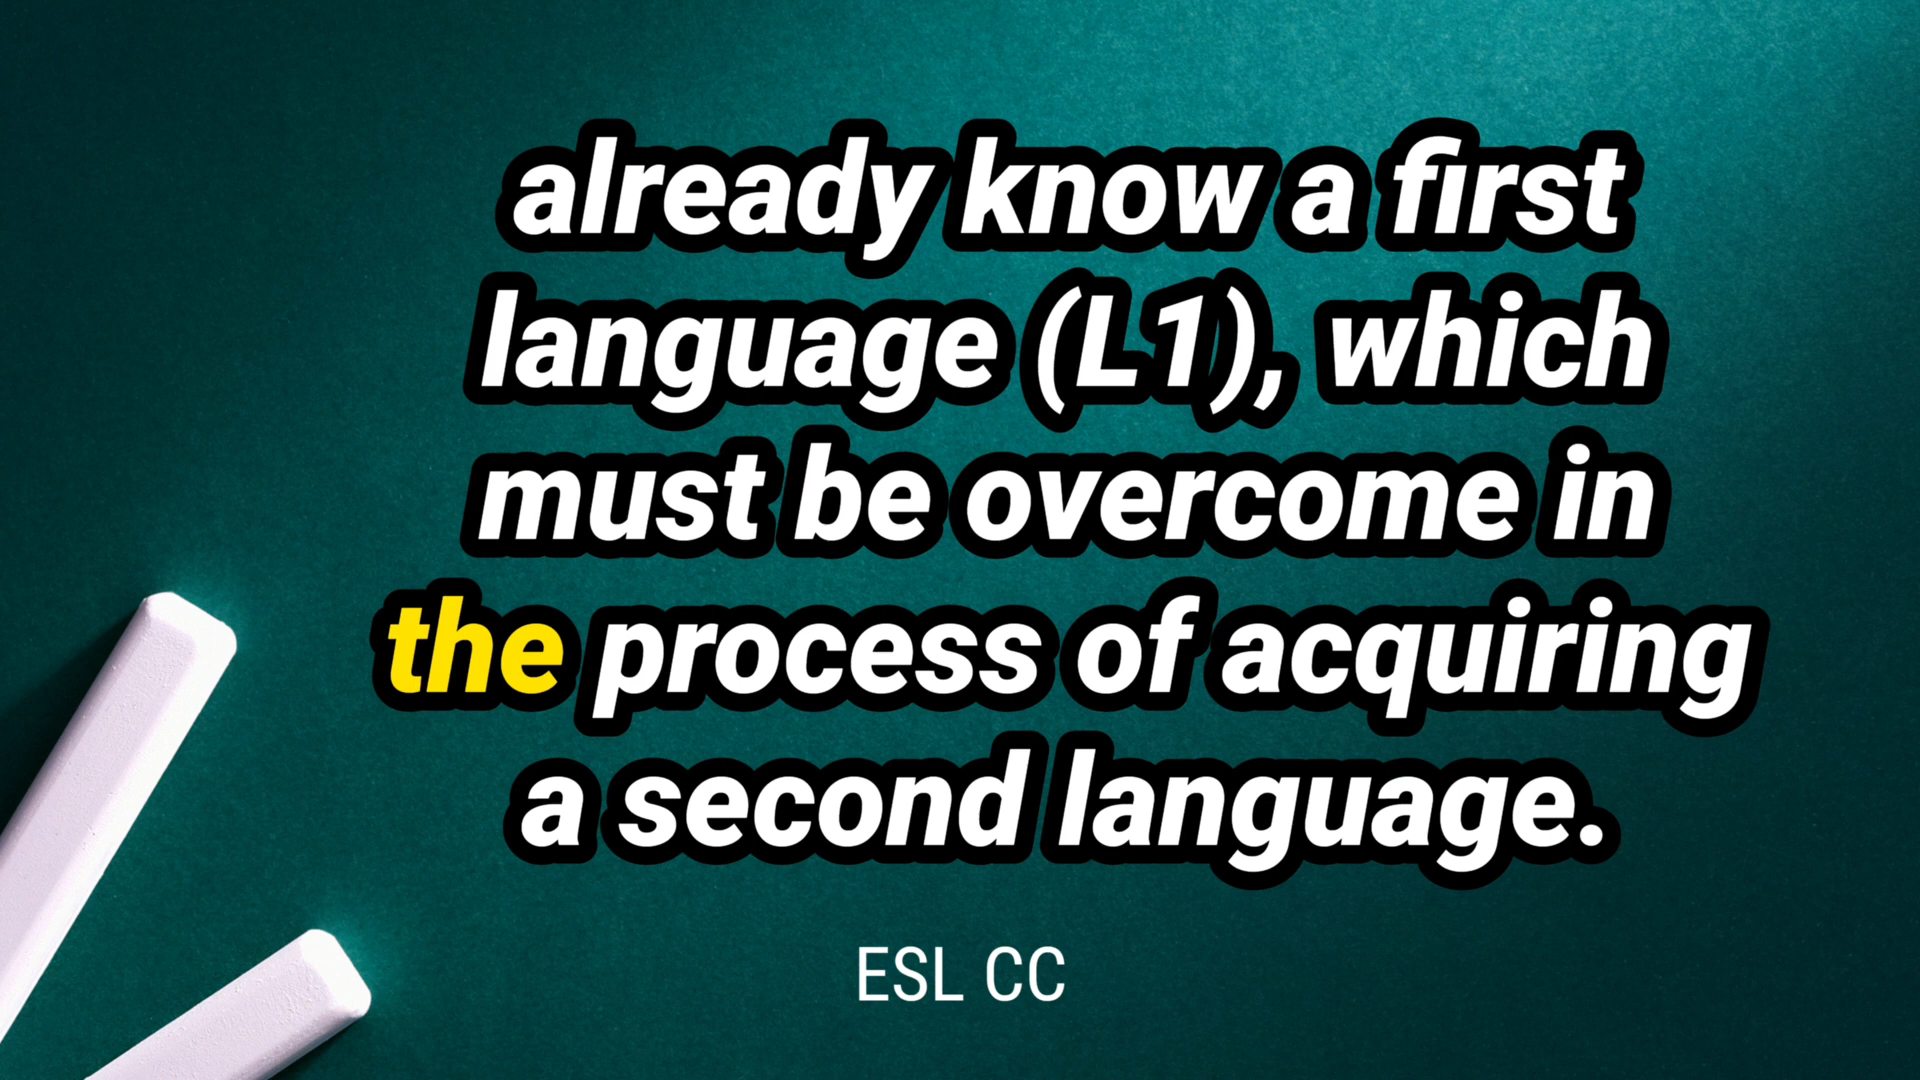 already know a first
language (L1), which
must be overcome in
the process of acquiring
a second language.
ESL CC